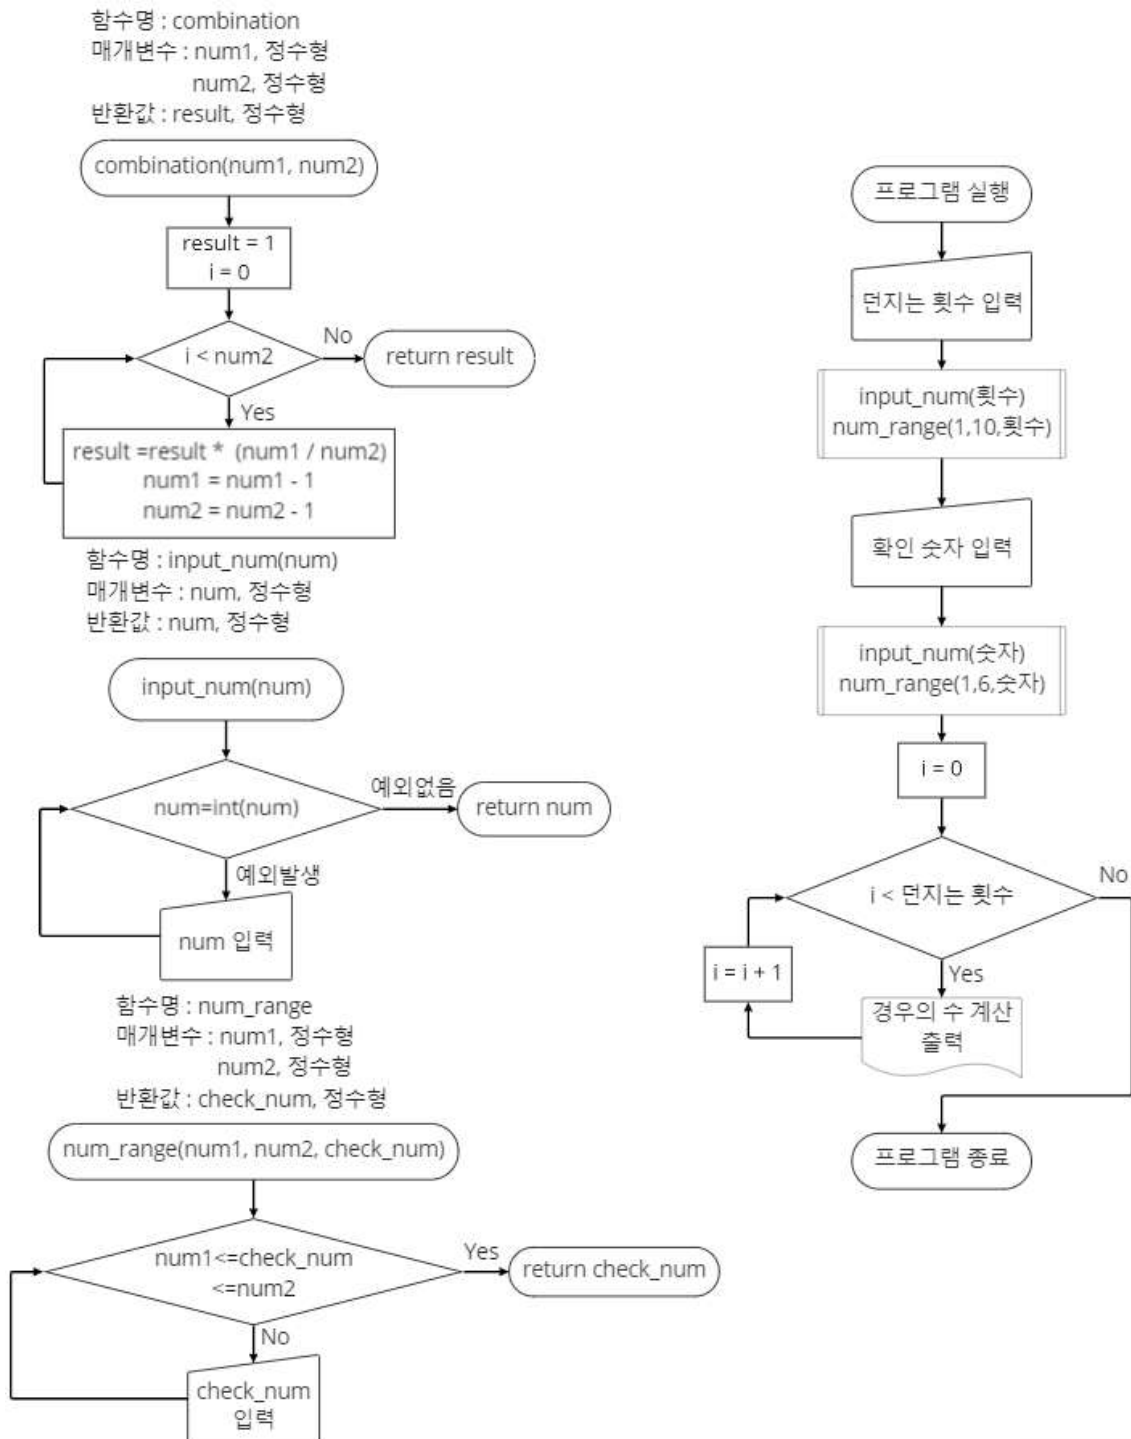 함수명 : combination
매개변수 : num1, 정수형
num2, 정수형
반환값 : result, 정수형
combination(num1, num2)
result = 1
i = 0
i < num2
No
return result
Yes
result =result * (num1 / num2)
num1 = num1 - 1
num2 = num2 - 1
함수명 : input_num(num)
매개변수 : num, 정수형
반환값 : num, 정수형
input_num(num)
num=int(num)
예외없음
return num
예외발생
num 입력
함수명 : num_range
매개변수 : num1, 정수형
num2, 정수형
반환값 : check_num, 정수형
num_range(num1, num2, check_num)
num1<=check_num
<=num2
Yes
return check_num
No
check_num
입력
프로그램 실행
던지는 횟수 입력
input_num(횟수)
num_range(1,10,횟수)
확인 숫자 입력
input_num(숫자)
num_range(1,6,숫자)
i = 0
i < 던지는 횟수
No
i = i + 1
Yes
경우의 수 계산
출력
프로그램 종료